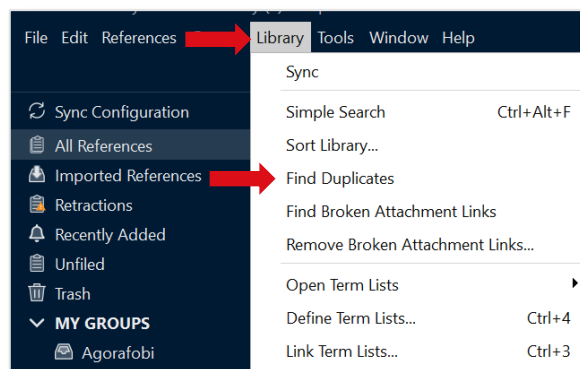 File Edit References Library Tools Window Help
Sync
Sync Configuration
Simple Search Ctrl+Alt+F
All References
Sort Library...
Imported References
Find Duplicates
Retractions
Find Broken Attachment Links
Recently Added
Remove Broken Attachment Links...
Unfiled
Open Term Lists
Trash
Define Term Lists... Ctrl+4
MY GROUPS
Link Term Lists... Ctrl+3
Agorafobi